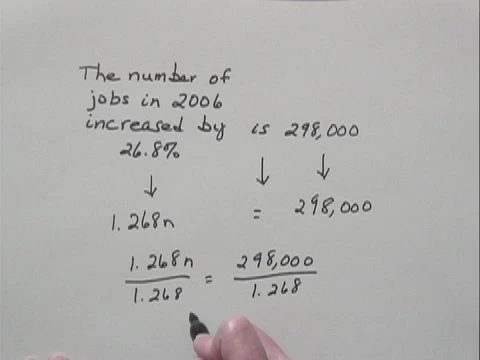 The number of
jobs in 2006
increased by is 298,000
26.8%
↓ ↓ ↓
1.268n = 298,000
1.268n = 298,000
1.268 1.268